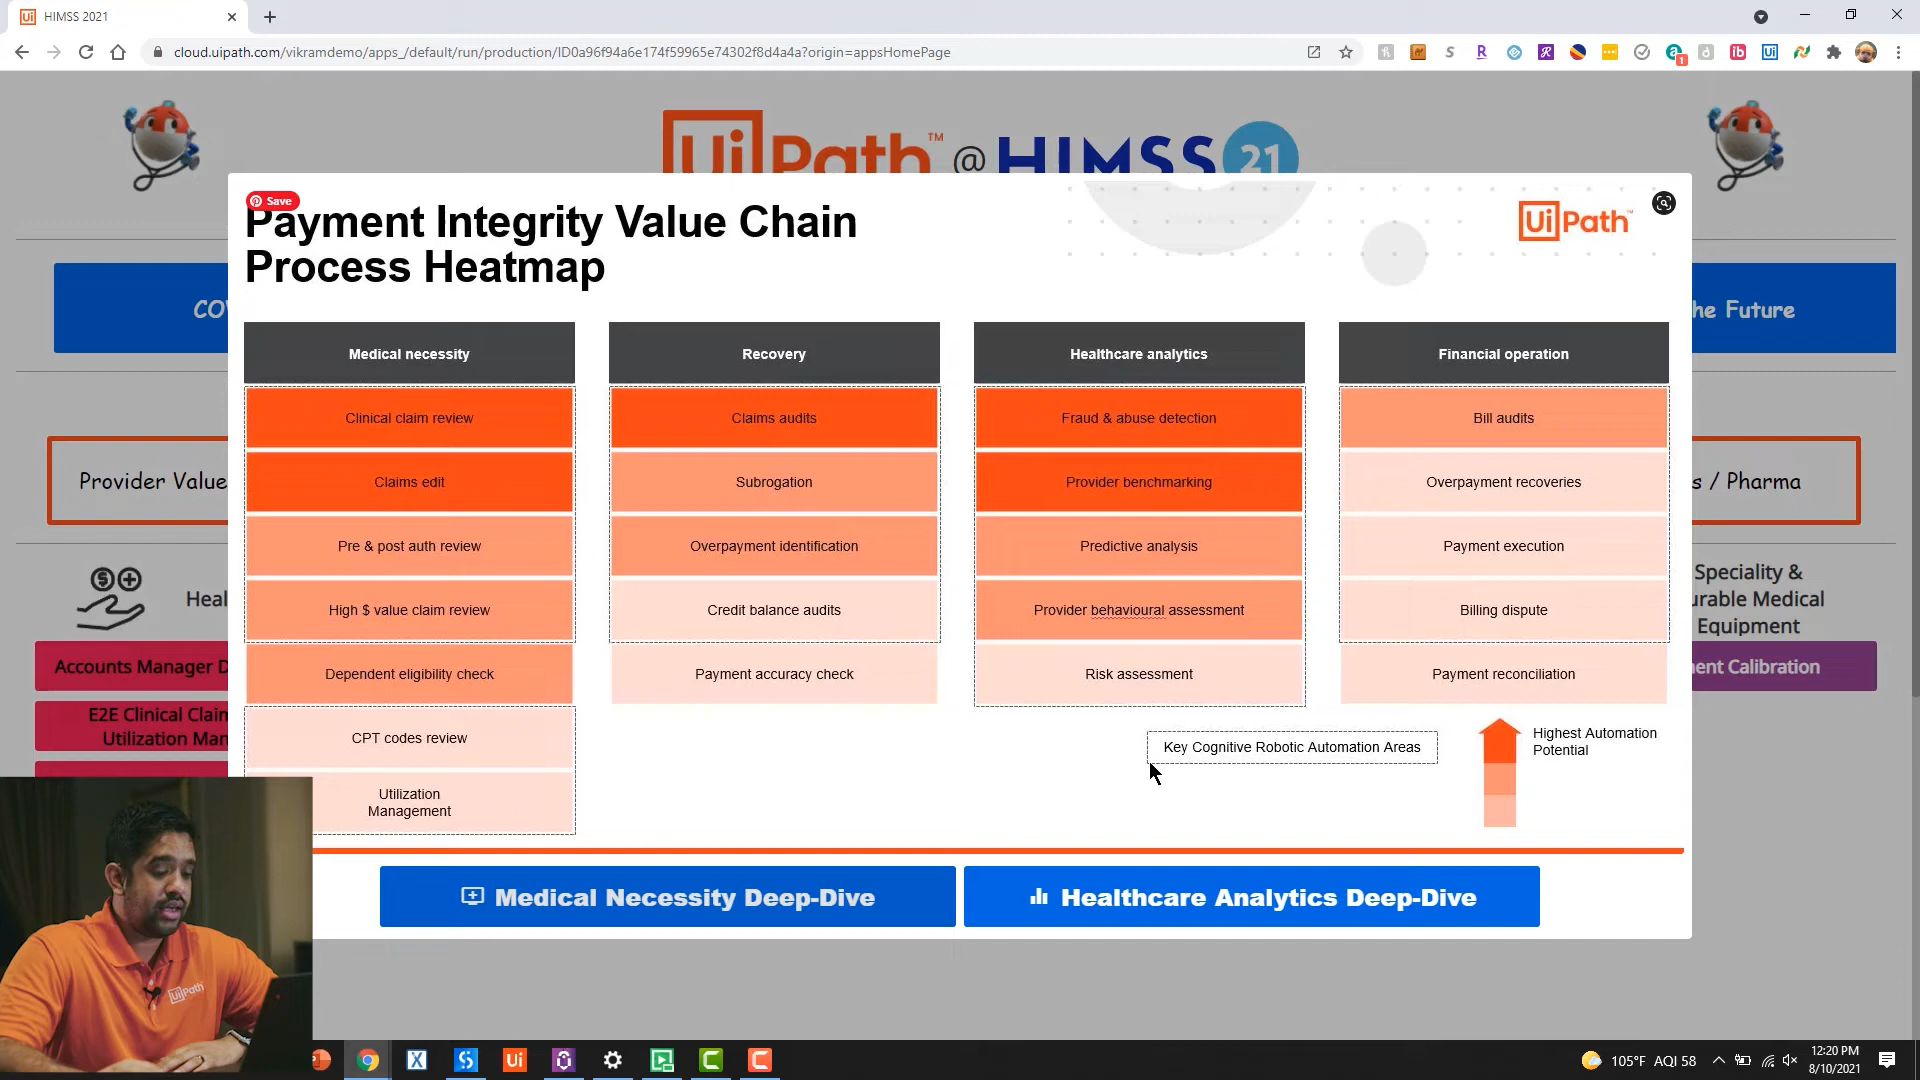 HIMSS 2021
cloud.uipath.com/vikramdemo/apps_/default/run/production/ID0a96f94a6e174f59965e74302f8d4a4a?origin=appsHomePage
UiPath™ @ HIMSS 21
Save
Payment Integrity Value Chain
Process Heatmap
UiPath™
CO
he Future
Medical necessity
Recovery
Healthcare analytics
Financial operation
Clinical claim review
Claims audits
Fraud & abuse detection
Bill audits
Claims edit
Subrogation
Provider benchmarking
Overpayment recoveries
Provider Value
s / Pharma
Pre & post auth review
Overpayment identification
Predictive analysis
Payment execution
High $ value claim review
Credit balance audits
Provider behavioural assessment
Billing dispute
Heal
Speciality &
urable Medical
Equipment
Dependent eligibility check
Payment accuracy check
Risk assessment
Payment reconciliation
Accounts Manager D
ent Calibration
E2E Clinical Clai
Utilization Man
CPT codes review
Key Cognitive Robotic Automation Areas
Highest Automation
Potential
Utilization
Management
Medical Necessity Deep-Dive
Healthcare Analytics Deep-Dive
UiPath
Ui
105°F AQI 58
12:20 PM
8/10/2021